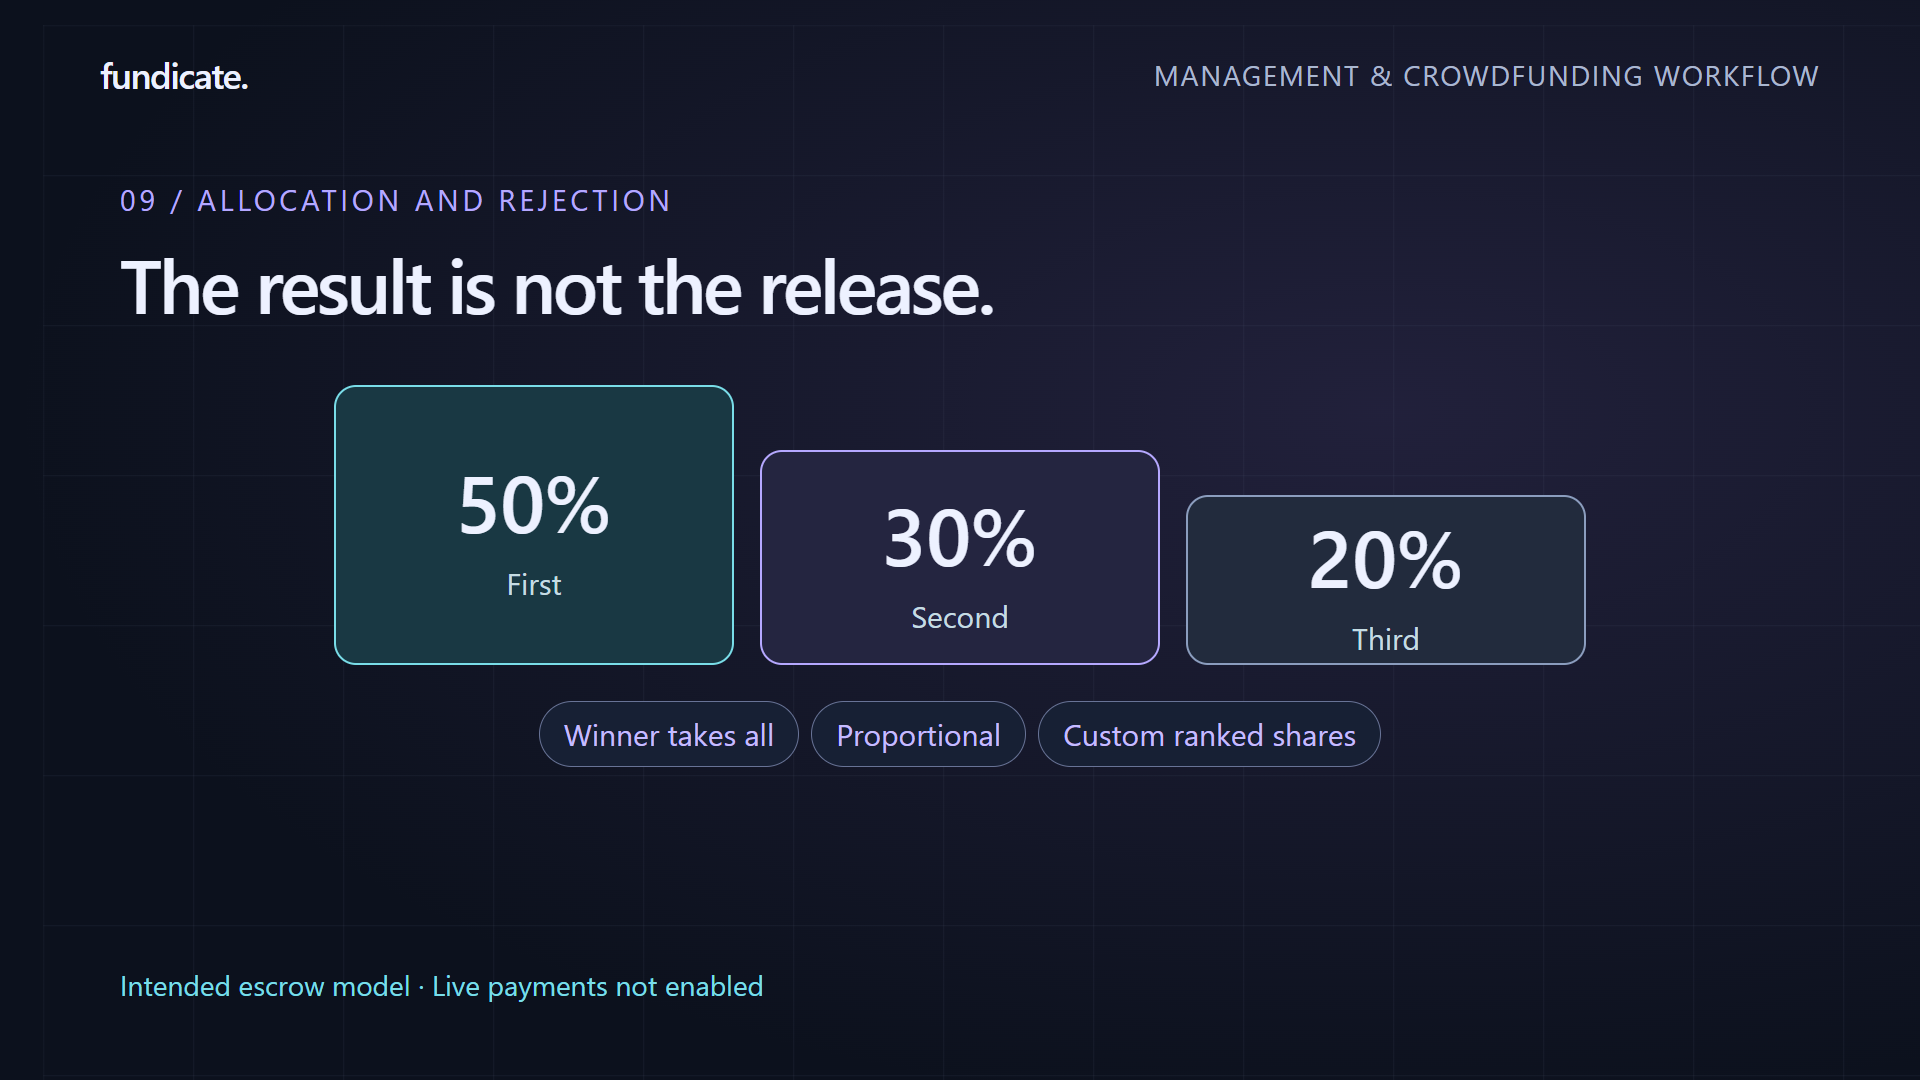 fundicate.
MANAGEMENT & CROWDFUNDING WORKFLOW
09 / ALLOCATION AND REJECTION
The result is not the release.
50%
First
30%
Second
20%
Third
Winner takes all
Proportional
Custom ranked shares
Intended escrow model · Live payments not enabled